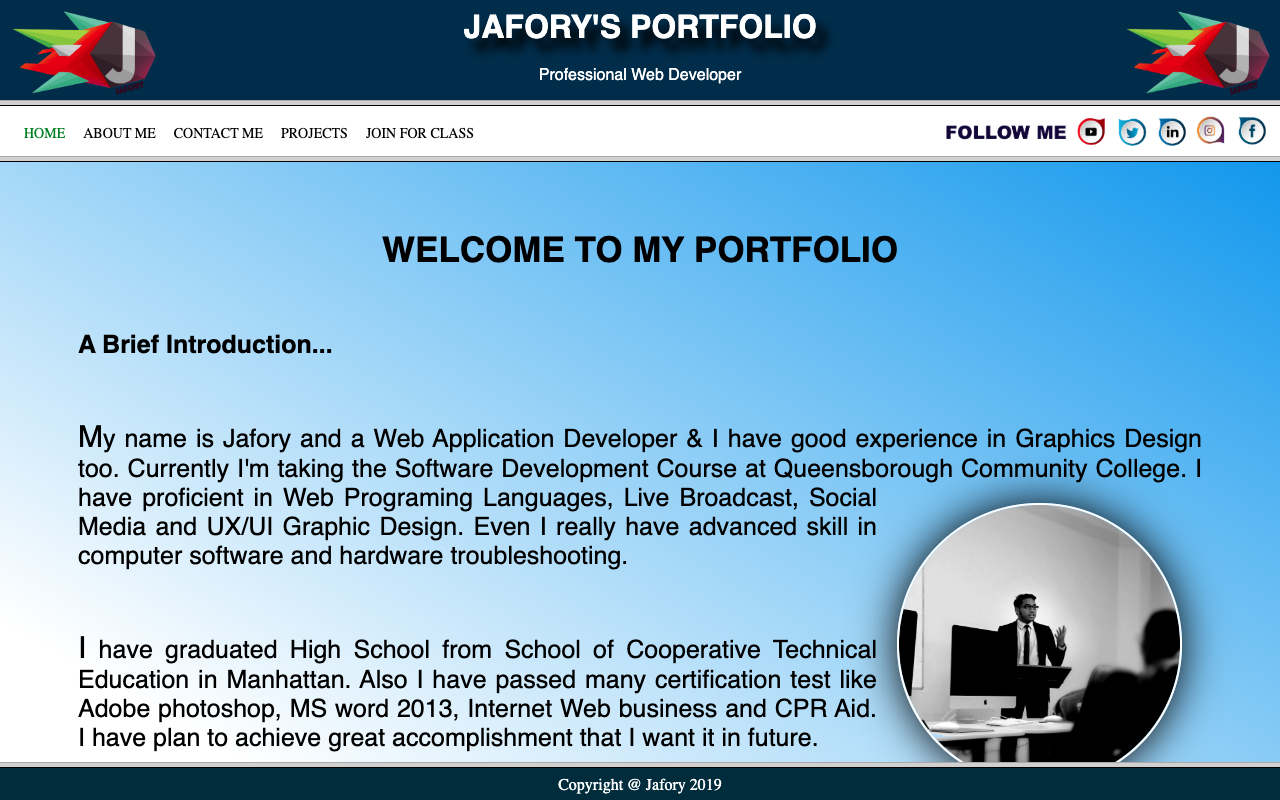 J
JAFORY
JAFORY'S PORTFOLIO
Professional Web Developer
J
JAFORY
HOME ABOUT ME CONTACT ME PROJECTS JOIN FOR CLASS FOLLOW ME
WELCOME TO MY PORTFOLIO
A Brief Introduction...
My name is Jafory and a Web Application Developer & I have good experience in Graphics Design
too. Currently I'm taking the Software Development Course at Queensborough Community College. I
have proficient in Web Programing Languages, Live Broadcast, Social
Media and UX/UI Graphic Design. Even I really have advanced skill in
computer software and hardware troubleshooting.
I have graduated High School from School of Cooperative Technical
Education in Manhattan. Also I have passed many certification test like
Adobe photoshop, MS word 2013, Internet Web business and CPR Aid.
I have plan to achieve great accomplishment that I want it in future.
Copyright @ Jafory 2019